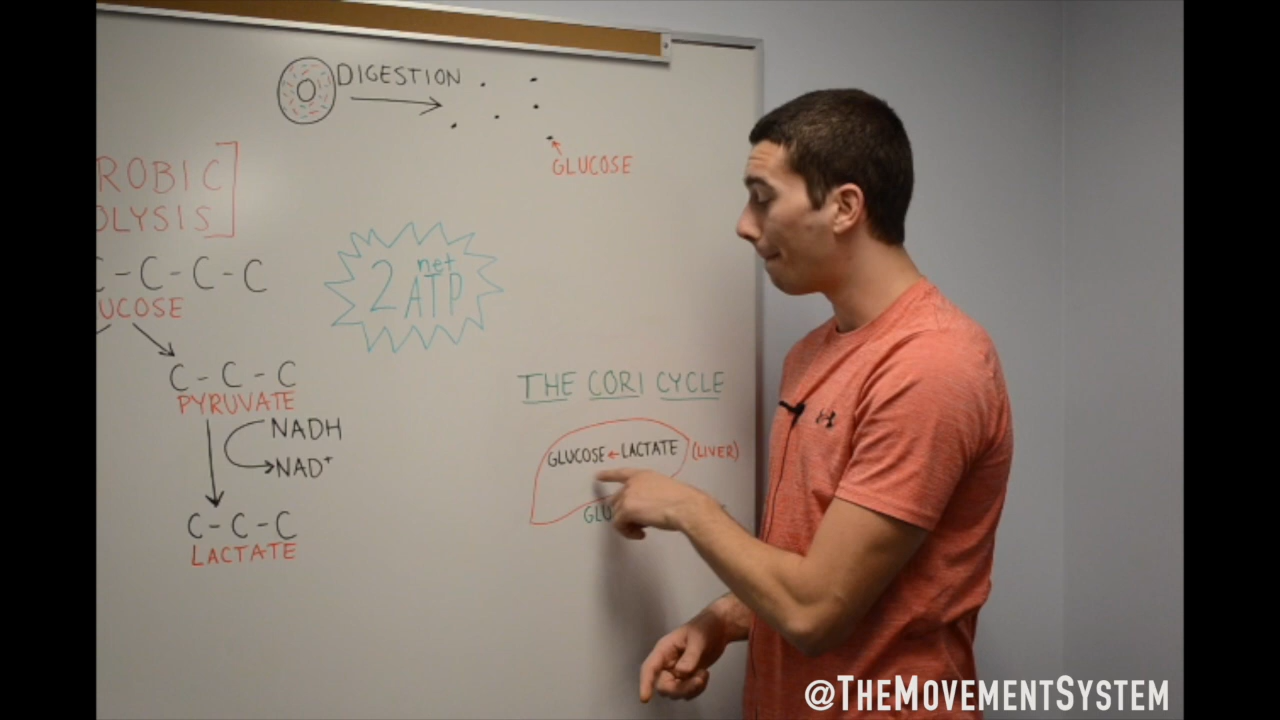 DIGESTION
GLUCOSE
ROBIC
OLYSIS
C-C-C-C
UCOSE
2 net ATP
C-C-C
PYRUVATE
NADH
NAD+
C-C-C
LACTATE
THE CORI CYCLE
GLUCOSE←LACTATE (LIVER)
GLU
@THEMOVEMENTSYSTEM